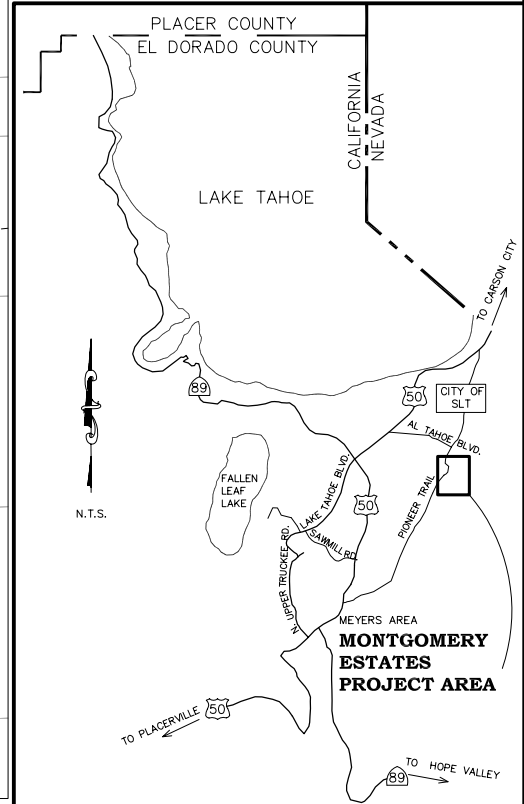 PLACER COUNTY
EL DORADO COUNTY
CALIFORNIA
NEVADA
LAKE TAHOE
TO CARSON CITY
89
50
CITY OF
SLT
AL TAHOE BLVD.
FALLEN
LEAF
LAKE
LAKE TAHOE BLVD.
50
PIONEER TRAIL
N.T.S.
SAWMILL RD.
N. UPPER TRUCKEE RD.
MEYERS AREA
MONTGOMERY
ESTATES
PROJECT AREA
TO PLACERVILLE
50
TO HOPE VALLEY
89